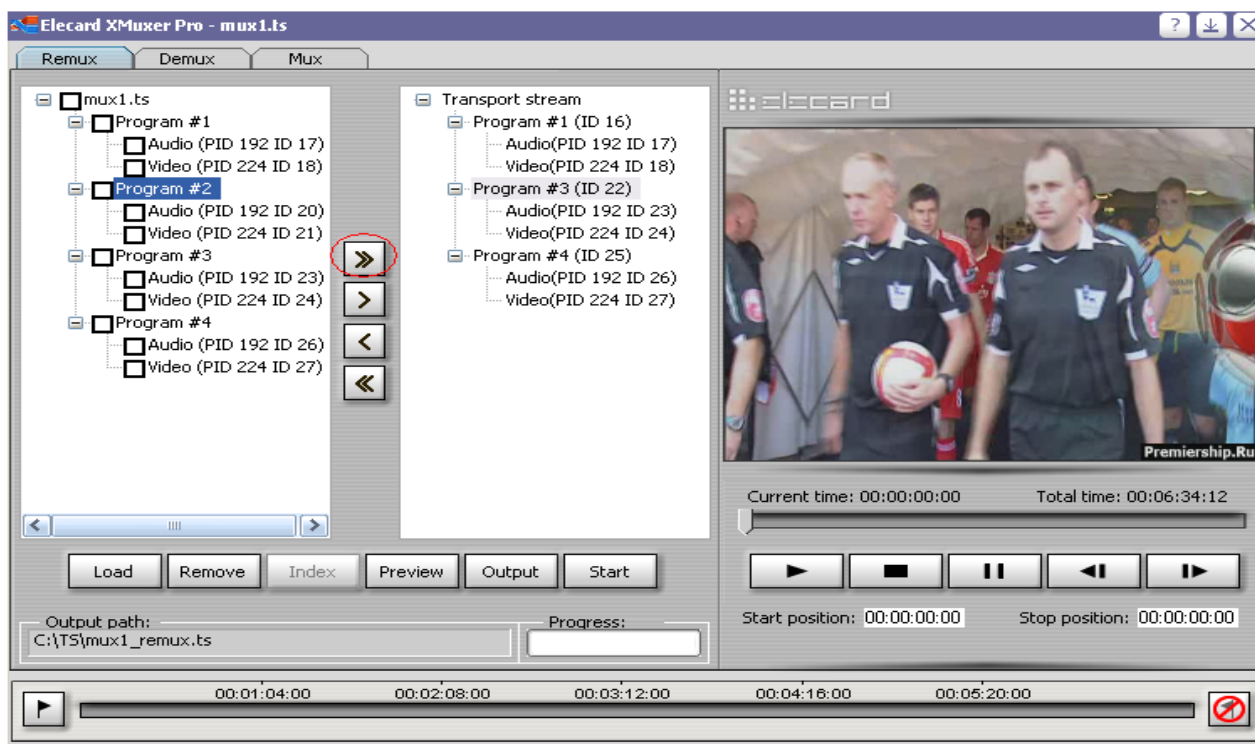 Elecard XMuxer Pro - mux1.ts
Remux Demux Mux
mux1.ts
Program #1
Audio (PID 192 ID 17)
Video (PID 224 ID 18)
Program #2
Audio (PID 192 ID 20)
Video (PID 224 ID 21)
Program #3
Audio (PID 192 ID 23)
Video (PID 224 ID 24)
Program #4
Audio (PID 192 ID 26)
Video (PID 224 ID 27)
Transport stream
Program #1 (ID 16)
Audio(PID 192 ID 17)
Video(PID 224 ID 18)
Program #3 (ID 22)
Audio(PID 192 ID 23)
Video(PID 224 ID 24)
Program #4 (ID 25)
Audio(PID 192 ID 26)
Video(PID 224 ID 27)
elecard
Premiership.Ru
Current time: 00:00:00:00 Total time: 00:06:34:12
Load Remove Index Preview Output Start
Start position: 00:00:00:00 Stop position: 00:00:00:00
Output path:
C:\TS\mux1_remux.ts
Progress:
00:01:04:00 00:02:08:00 00:03:12:00 00:04:16:00 00:05:20:00